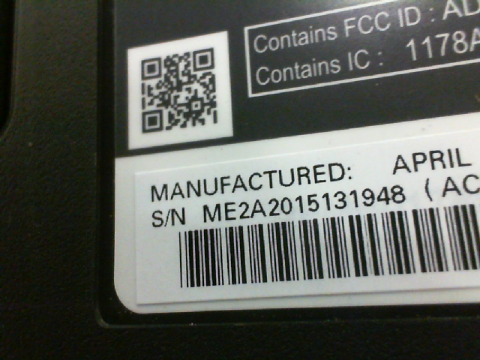 Contains FCC ID : AD
Contains IC : 1178A
MANUFACTURED: APRIL
S/N ME2A2015131948 (AC